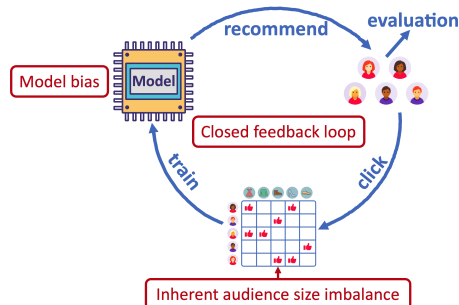 evaluation
recommend
Model bias
Model
Closed feedback loop
train
click
Inherent audience size imbalance